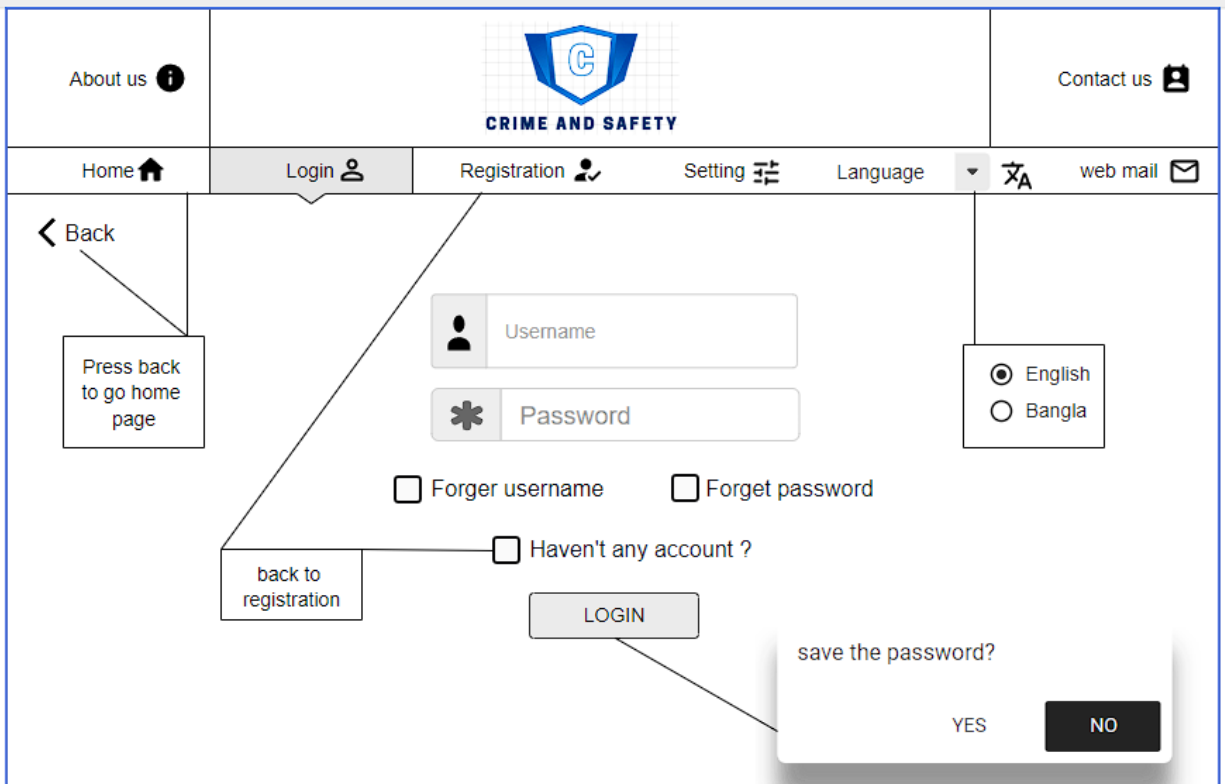 About us
C
CRIME AND SAFETY
Contact us
Home
Login
Registration
Setting
Language
web mail
Back
Press back
to go home
page
Username
Password
English
Bangla
Forger username
Forget password
Haven't any account ?
back to
registration
LOGIN
save the password?
YES
NO